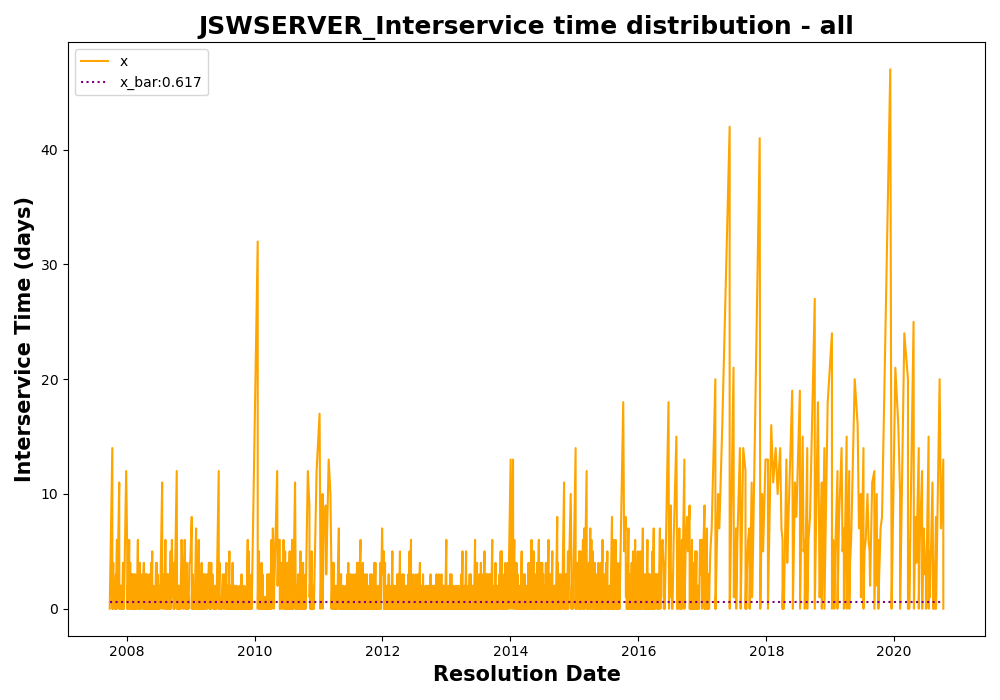 JSWSERVER_Interservice time distribution - all
x
x_bar:0.617
Interservice Time (days)
40
30
20
10
0
2008 2010 2012 2014 2016 2018 2020
Resolution Date